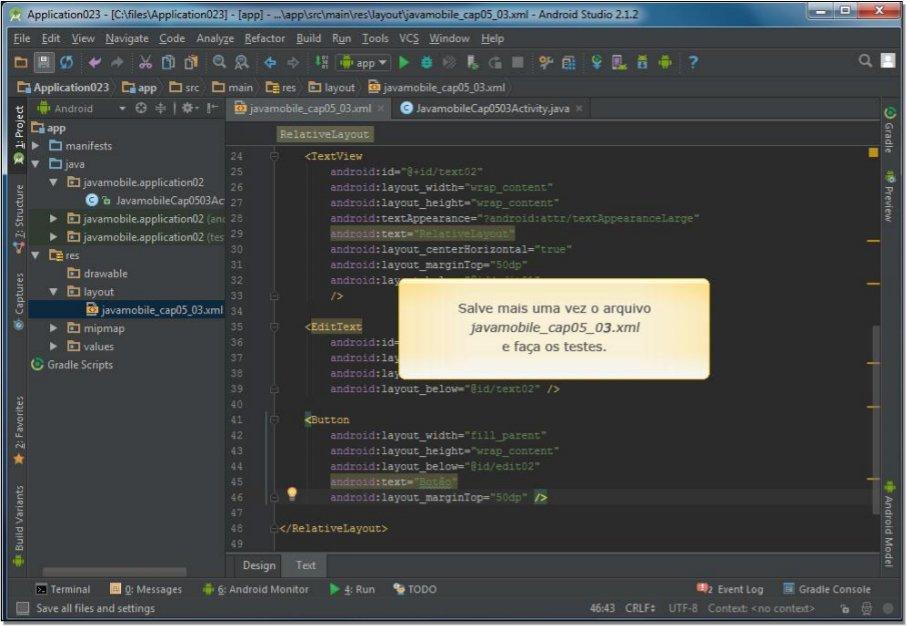 Application023 - [C:\files\Application023] - [app] - ...\app\src\main\res\layout\javamobile_cap05_03.xml - Android Studio 2.1.2
File Edit View Navigate Code Analyze Refactor Build Run Tools VCS Window Help
app
Application023 app src main res layout javamobile_cap05_03.xml
1: Project
Z: Structure
Captures
2: Favorites
Build Variants
Android
app
manifests
java
javamobile.application02
JavamobileCap0503Ac
javamobile.application02 (anc
javamobile.application02 (tes
res
drawable
layout
javamobile_cap05_03.xml
mipmap
values
Gradle Scripts
javamobile_cap05_03.xml JavamobileCap0503Activity.java
RelativeLayout
24 <TextView
25 android:id="@+id/text02"
26 android:layout_width="wrap_content"
27 android:layout_height="wrap_content"
28 android:textAppearance="?android:attr/textAppearanceLarge"
29 android:text="RelativeLayout"
30 android:layout_centerHorizontal="true"
31 android:layout_marginTop="50dp"
32 android:lay
33 />
34
35 <EditText
36 android:id=
37 android:lay
38 android:lay
39 android:layout_below="@id/text02" />
40
41 <Button
42 android:layout_width="fill_parent"
43 android:layout_height="wrap_content"
44 android:layout_below="@id/edit02"
45 android:text="Botão"
46 android:layout_marginTop="50dp" />
47
48 </RelativeLayout>
49
Salve mais uma vez o arquivo
javamobile_cap05_03.xml
e faça os testes.
Gradle
Preview
Android Model
Design Text
Terminal 0: Messages 6: Android Monitor 4: Run TODO
2 Event Log Gradle Console
Save all files and settings
46:43 CRLF UTF-8 Context: <no context>